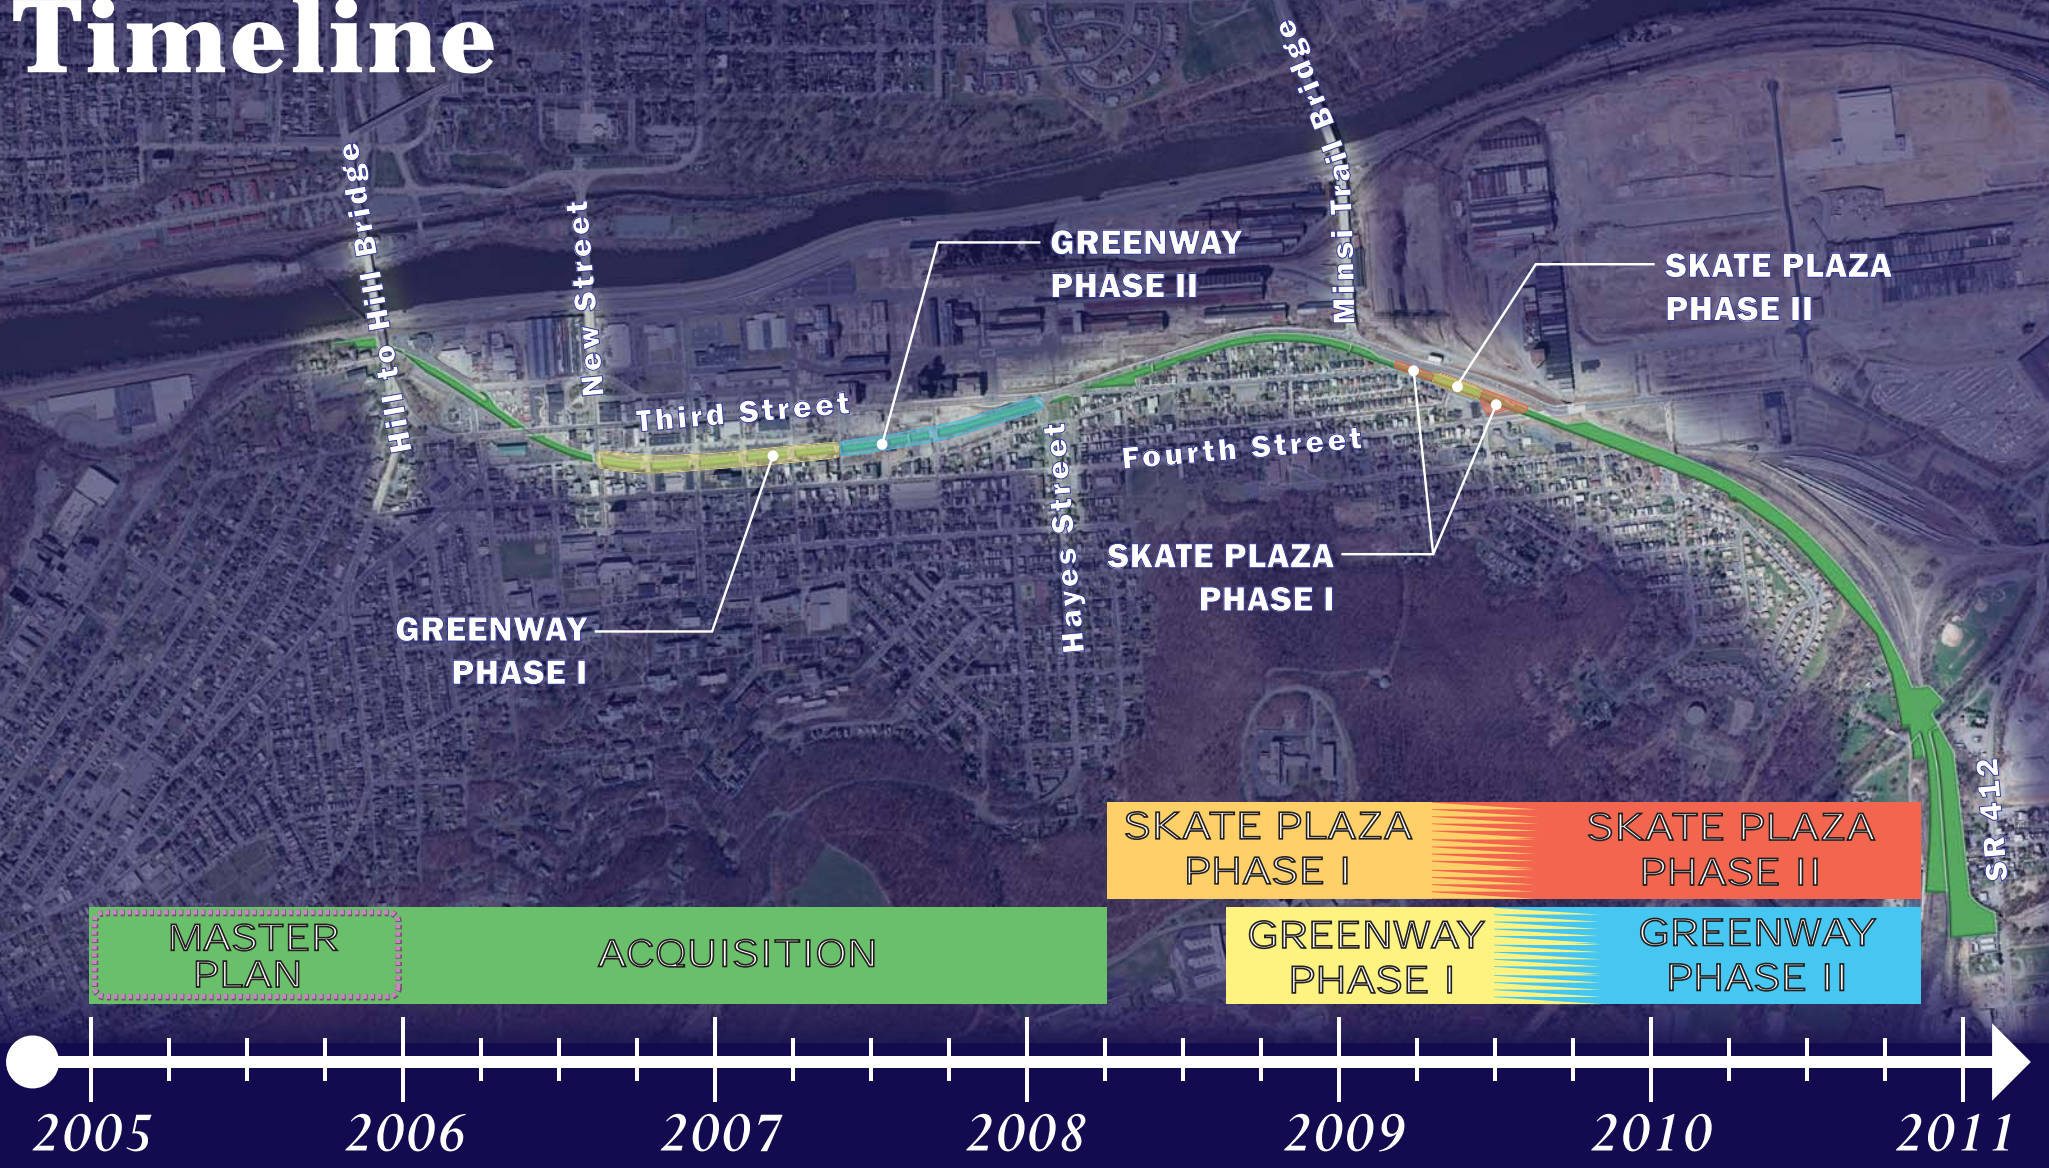 Timeline
Hill to Hill Bridge
New Street
Minsi Trail Bridge
GREENWAY
PHASE II
SKATE PLAZA
PHASE II
Third Street
Fourth Street
Hayes Street
SKATE PLAZA
PHASE I
GREENWAY
PHASE I
SR 412
SKATE PLAZA
PHASE I
SKATE PLAZA
PHASE II
MASTER
PLAN
ACQUISITION
GREENWAY
PHASE I
GREENWAY
PHASE II
2005
2006
2007
2008
2009
2010
2011